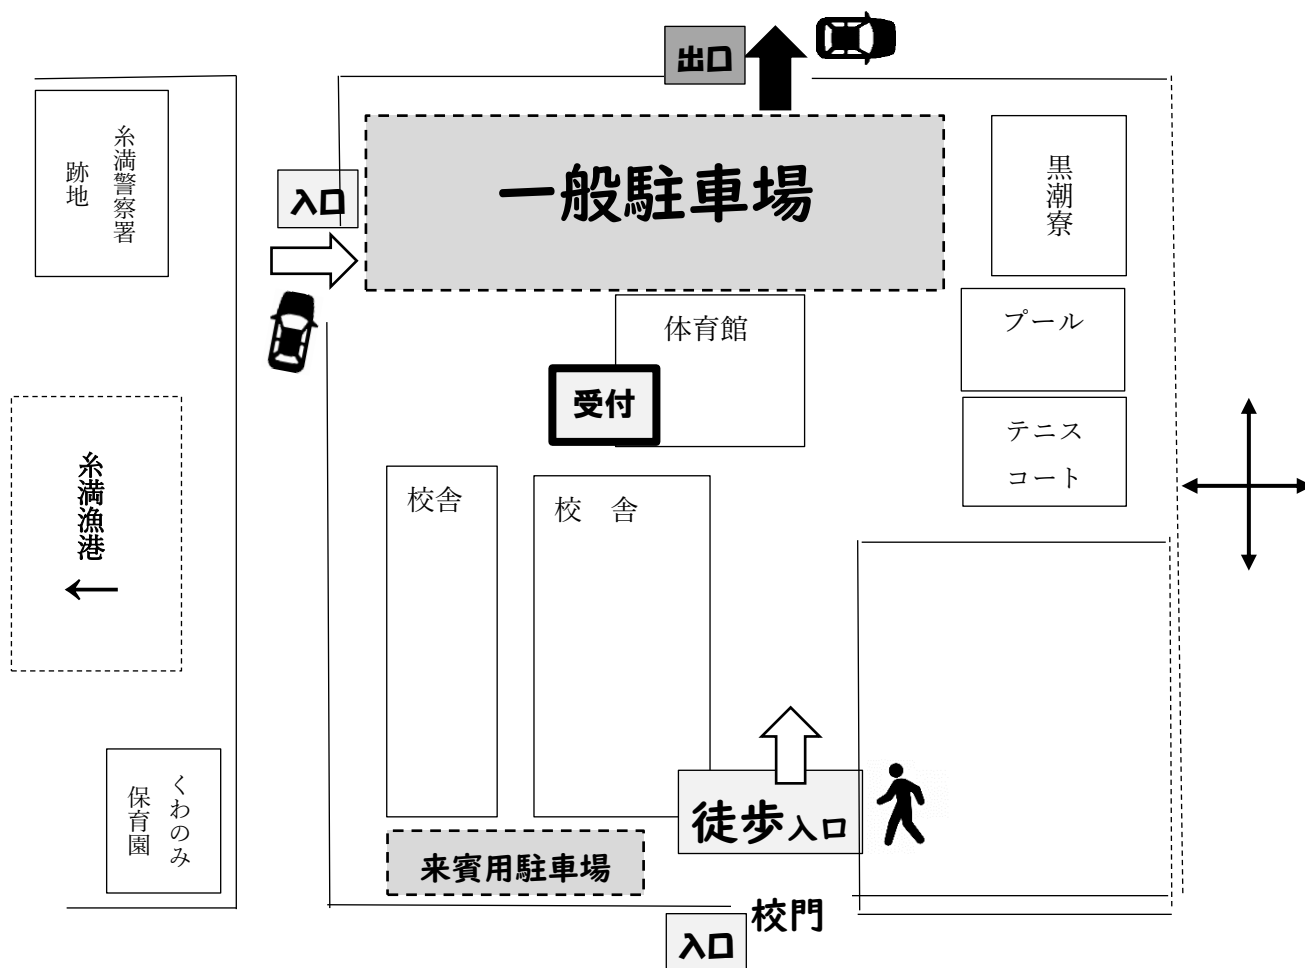 出口
糸満警察署
跡地
入口
一般駐車場
黒潮寮
体育館
プール
受付
テニス
コート
糸満漁港
校舎
校　舎
くわのみ
保育園
徒歩入口
来賓用駐車場
校門
入口